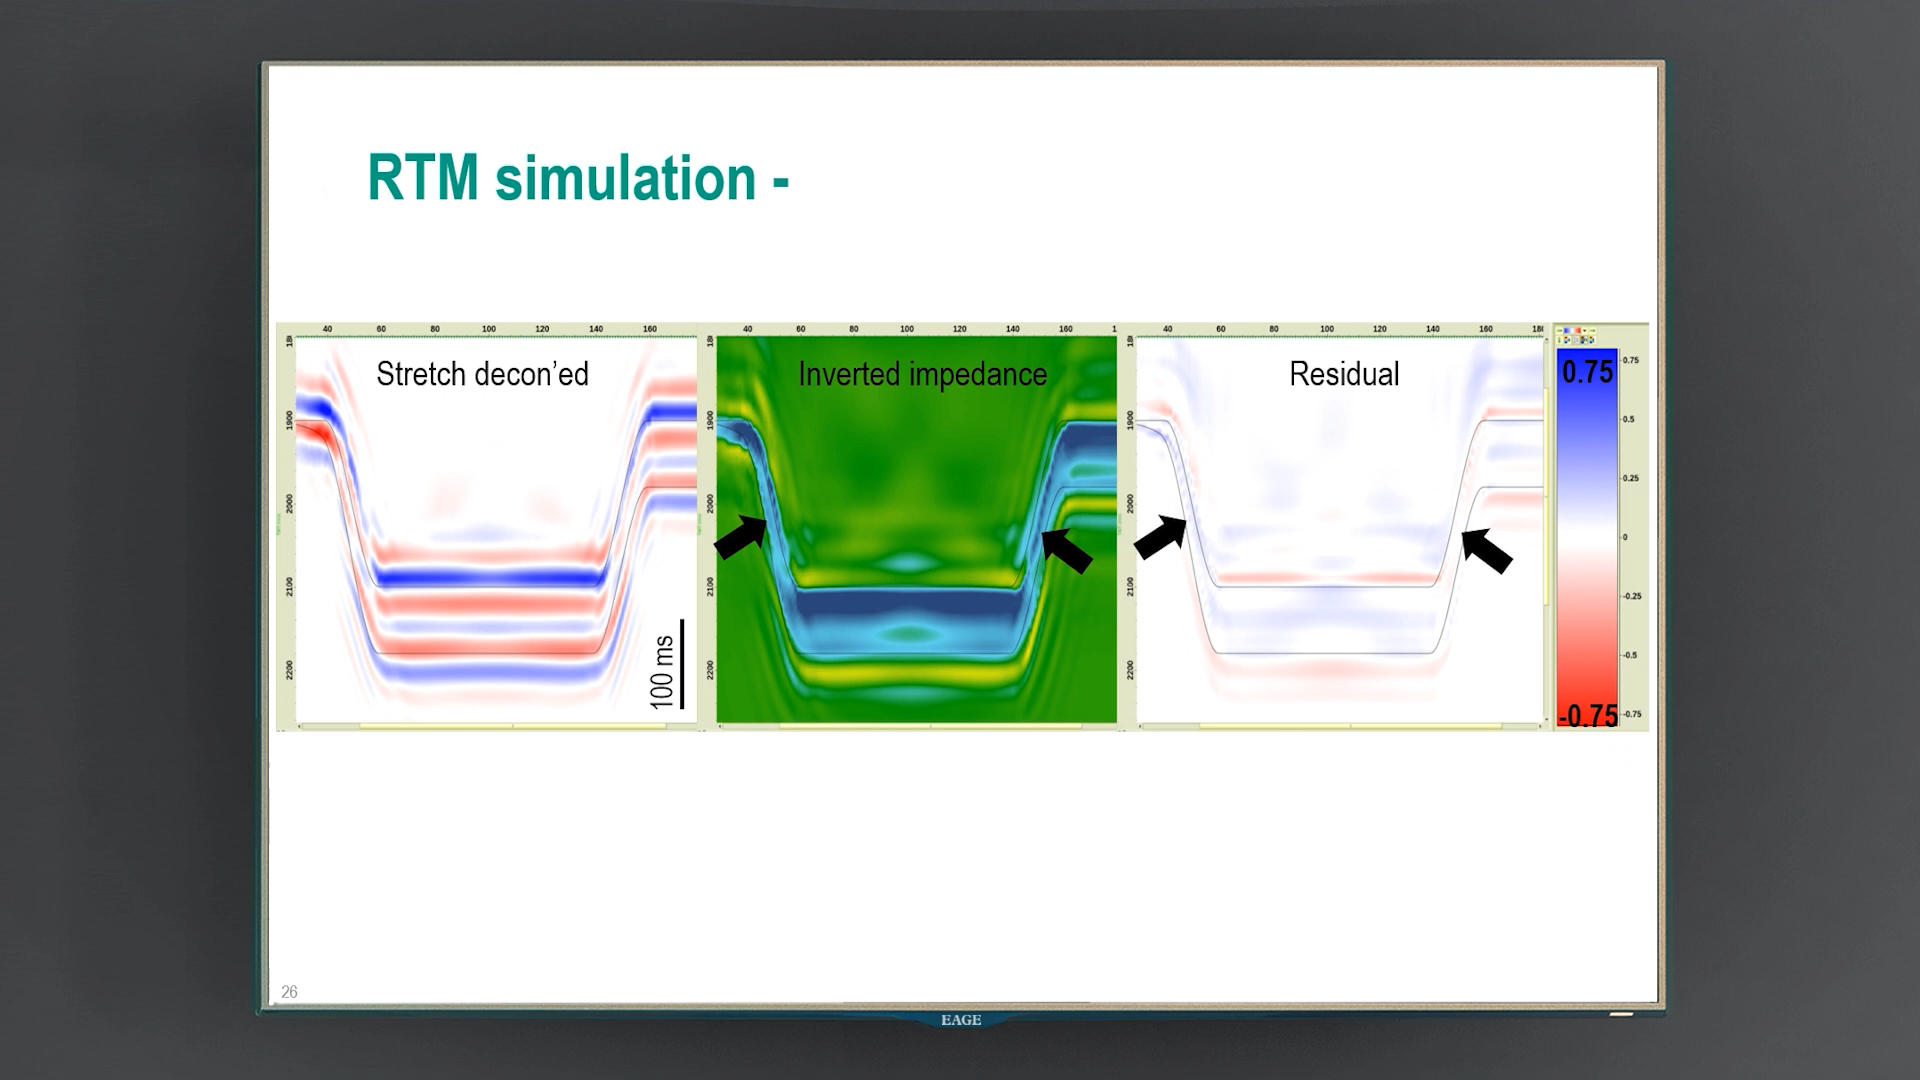 RTM simulation -
40 60 80 100 120 140 160
40 60 80 100 120 140 160 1
40 60 80 100 120 140 160 180
Stretch decon'ed
Inverted impedance
Residual
1900
2000
2100
2200
100 ms
1900
2000
2100
2200
1900
2000
2100
2200
0.75
-0.75
0.75
0.5
0.25
0
-0.25
-0.5
-0.75
26
EAGE